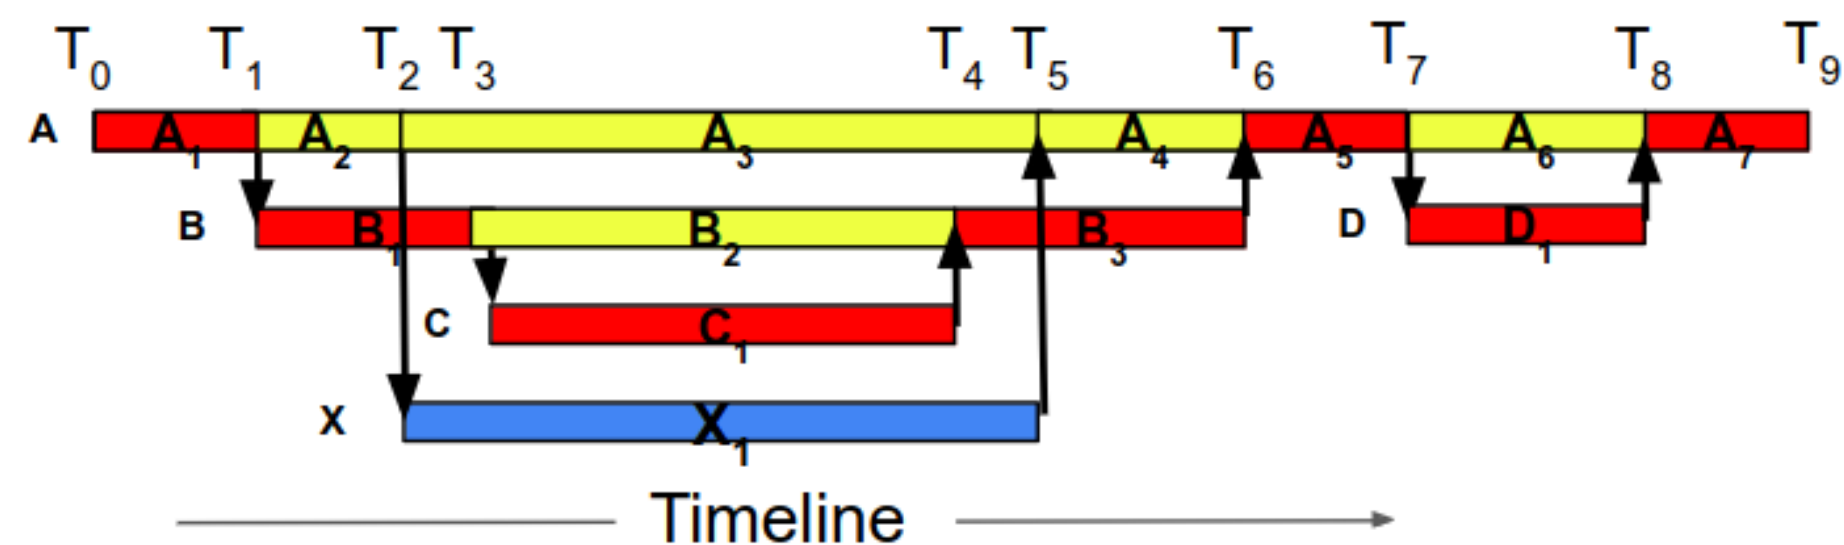 T0 T1 T2 T3 T4 T5 T6 T7 T8 T9
A A1 A2 A3 A4 A5 A6 A7
B B1 B2 B3 D D1
C C1
X X1
Timeline